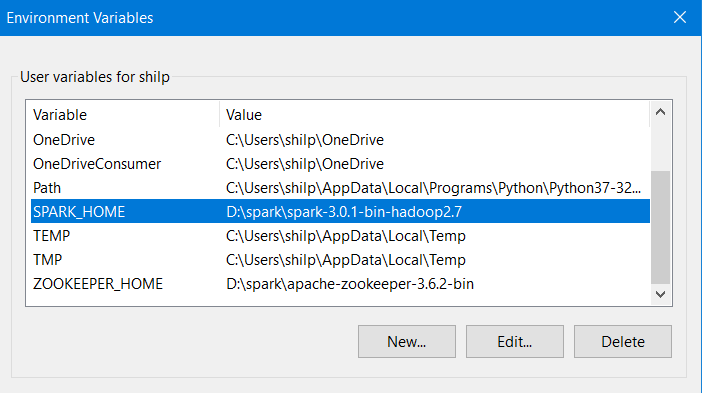 Environment Variables
User variables for shilp
Variable Value
OneDrive C:\Users\shilp\OneDrive
OneDriveConsumer C:\Users\shilp\OneDrive
Path C:\Users\shilp\AppData\Local\Programs\Python\Python37-32...
SPARK_HOME D:\spark\spark-3.0.1-bin-hadoop2.7
TEMP C:\Users\shilp\AppData\Local\Temp
TMP C:\Users\shilp\AppData\Local\Temp
ZOOKEEPER_HOME D:\spark\apache-zookeeper-3.6.2-bin
New... Edit... Delete